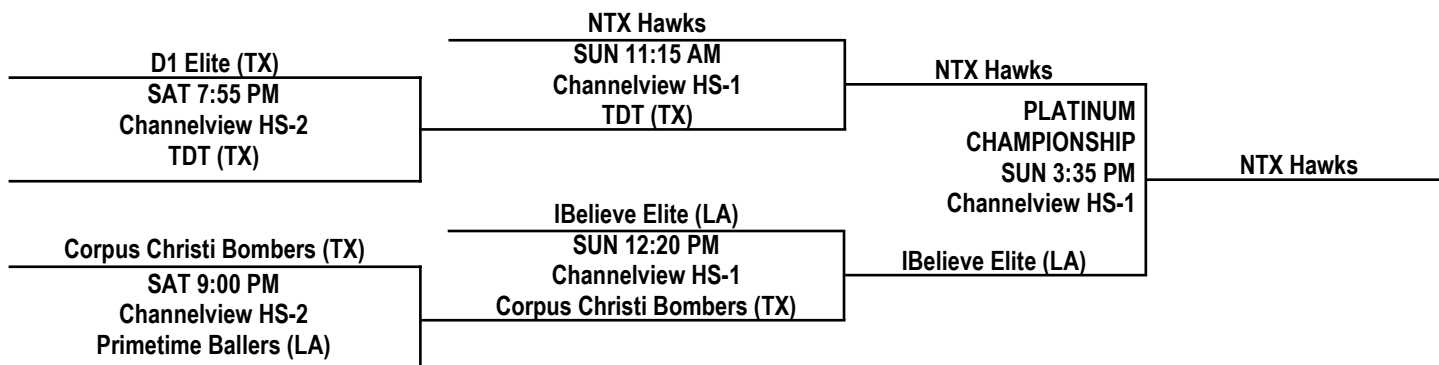 NTX Hawks
D1 Elite (TX)
SUN 11:15 AM
NTX Hawks
SAT 7:55 PM
Channelview HS-1
Channelview HS-2
TDT (TX)
PLATINUM
TDT (TX)
CHAMPIONSHIP
SUN 3:35 PM
NTX Hawks
Channelview HS-1
IBelieve Elite (LA)
Corpus Christi Bombers (TX)
SUN 12:20 PM
IBelieve Elite (LA)
SAT 9:00 PM
Channelview HS-1
Channelview HS-2
Corpus Christi Bombers (TX)
Primetime Ballers (LA)